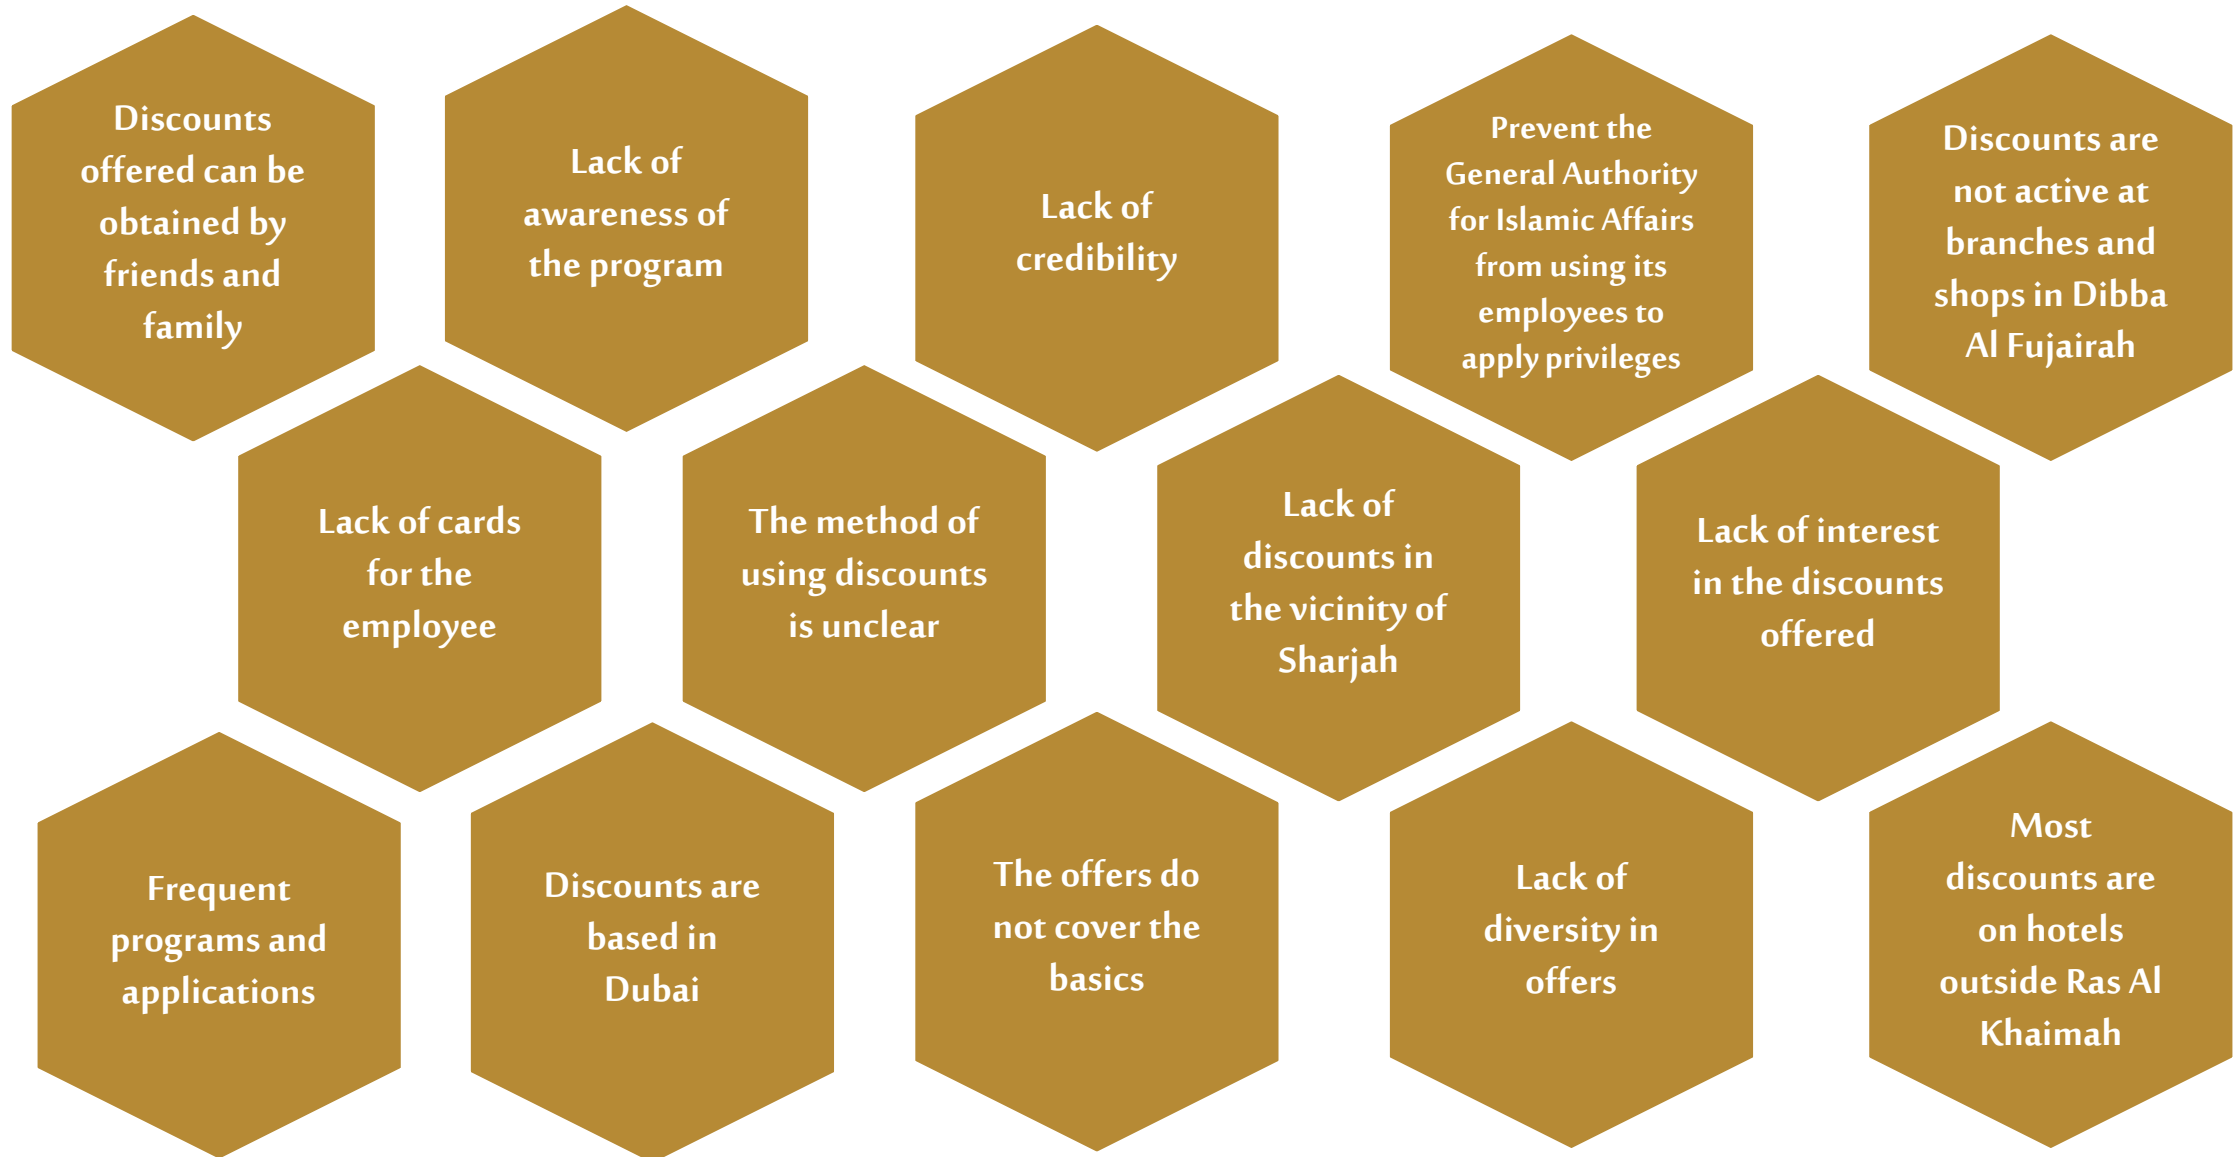 Discounts
offered can be
obtained by
friends and
family
Lack of
awareness of
the program
Lack of
credibility
Prevent the
General Authority
for Islamic Affairs
from using its
employees to
apply privileges
Discounts are
not active at
branches and
shops in Dibba
Al Fujairah
Lack of cards
for the
employee
The method of
using discounts
is unclear
Lack of
discounts in
the vicinity of
Sharjah
Lack of interest
in the discounts
offered
Frequent
programs and
applications
Discounts are
based in
Dubai
The offers do
not cover the
basics
Lack of
diversity in
offers
Most
discounts are
on hotels
outside Ras Al
Khaimah